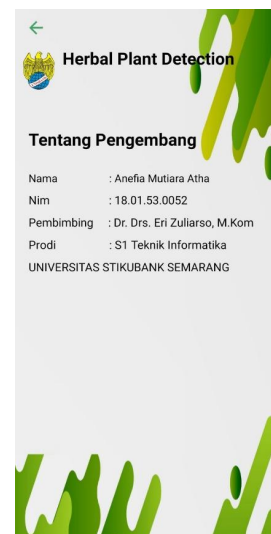 Herbal Plant Detection
Tentang Pengembang
Nama : Anefia Mutiara Atha
Nim : 18.01.53.0052
Pembimbing : Dr. Drs. Eri Zuliarso, M.Kom
Prodi : S1 Teknik Informatika
UNIVERSITAS STIKUBANK SEMARANG